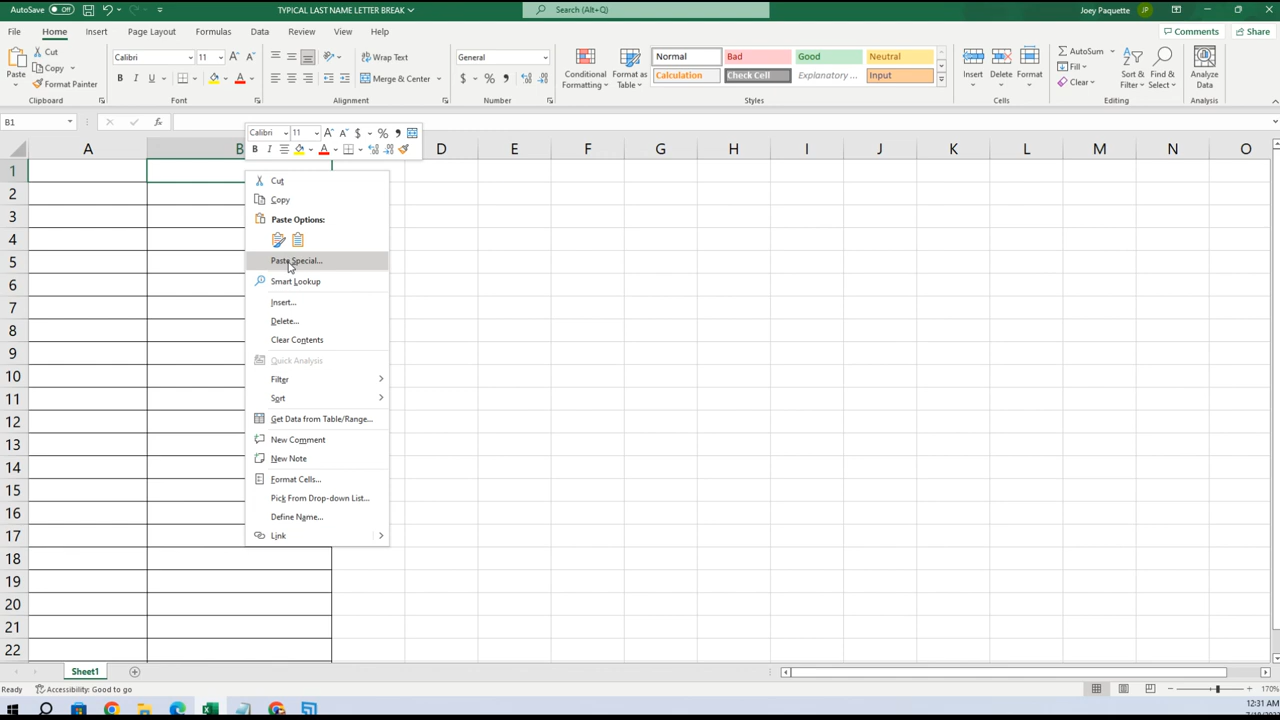 AutoSave Off TYPICAL LAST NAME LETTER BREAK Search (Alt+Q) Joey Paquette JP
File Home Insert Page Layout Formulas Data Review View Help Comments Share
Paste Cut Copy Format Painter Clipboard
Calibri 11 A A B I U A Font
Wrap Text Merge & Center Alignment
General $ % , Number
Conditional Formatting Format as Table
Normal Bad Good Neutral
Calculation Check Cell Explanatory ... Input
Styles
Insert Delete Format Cells
AutoSum Fill Clear Sort & Filter Find & Select Editing
Analyze Data Analysis
B1 fx
Calibri 11 A A $ % ,
B I A
A B D E F G H I J K L M N O
1
2
3
4
5
6
7
8
9
10
11
12
13
14
15
16
17
18
19
20
21
22
Cut
Copy
Paste Options:
Paste Special...
Smart Lookup
Insert...
Delete...
Clear Contents
Quick Analysis
Filter
Sort
Get Data from Table/Range...
New Comment
New Note
Format Cells...
Pick From Drop-down List...
Define Name...
Link
Sheet1
Ready Accessibility: Good to go 170%
12:31 AM